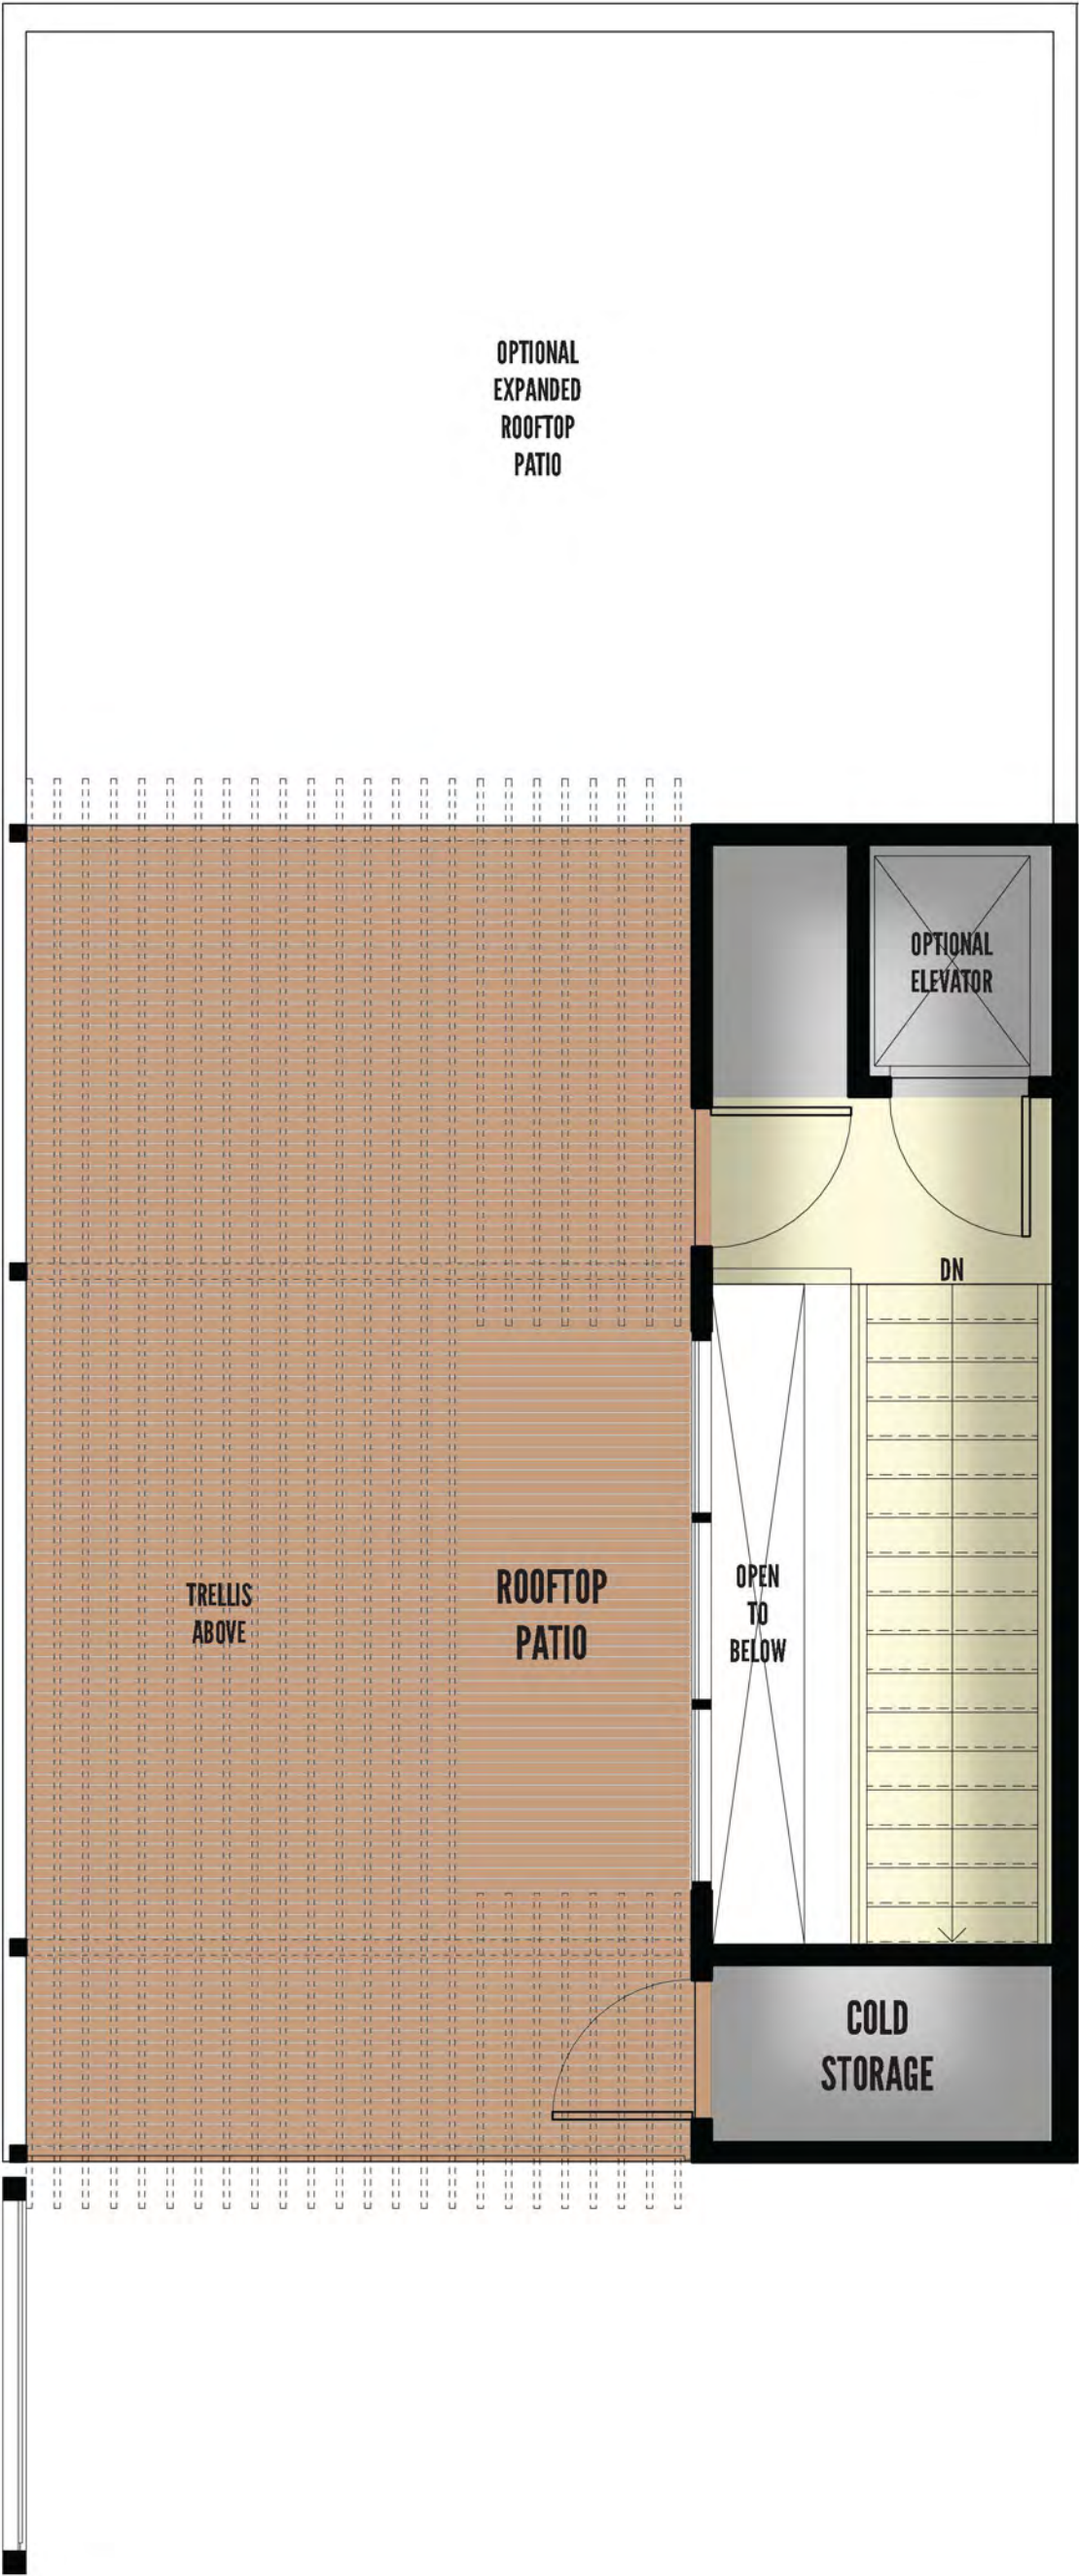 OPTIONAL
EXPANDED
ROOFTOP
PATIO
OPTIONAL
ELEVATOR
DN
TRELLIS
ABOVE
ROOFTOP
PATIO
OPEN
TO
BELOW
COLD
STORAGE